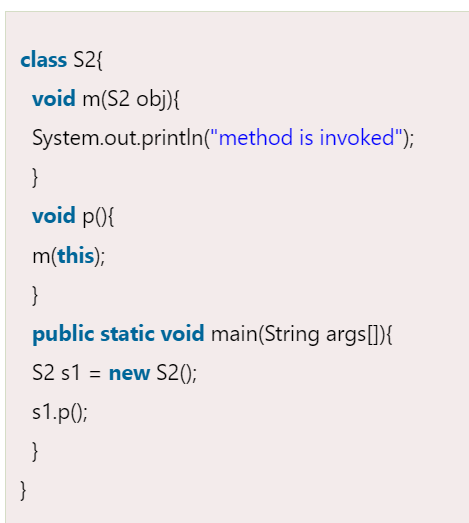 class S2{
void m(S2 obj){
System.out.println("method is invoked");
}
void p(){
m(this);
}
public static void main(String args[]){
S2 s1 = new S2();
s1.p();
}
}